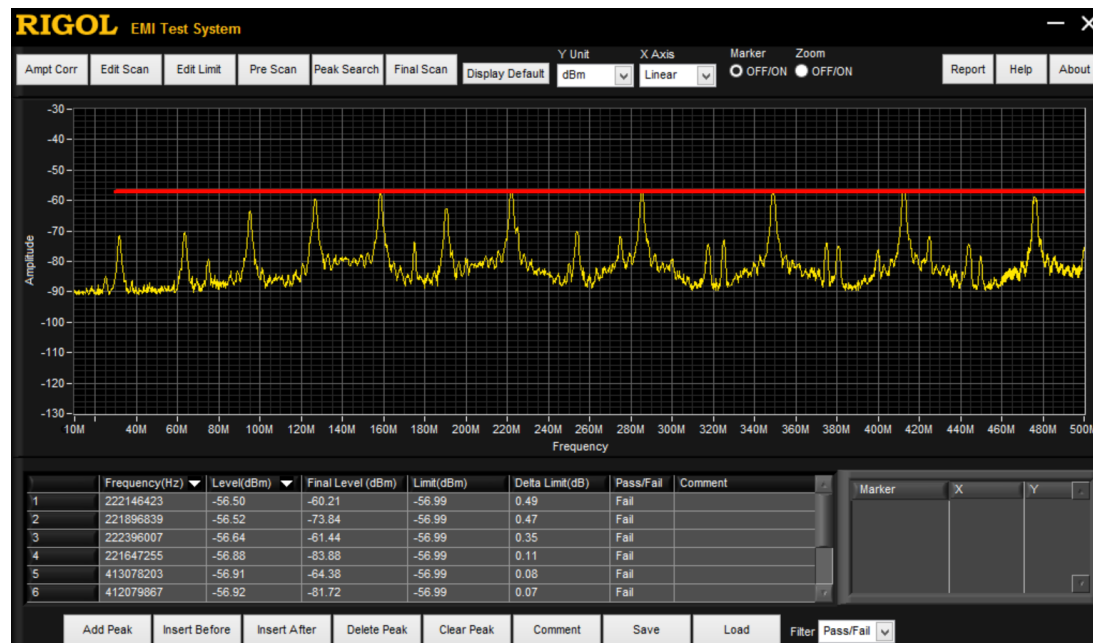 RIGOL EMI Test System
Y Unit X Axis Marker Zoom
Ampt Corr Edit Scan Edit Limit Pre Scan Peak Search Final Scan Display Default dBm Linear OFF/ON OFF/ON Report Help About
-30
-40
-50
-60
-70
-80
-90
-100
-110
-120
-130
Amplitude
10M 40M 60M 80M 100M 120M 140M 160M 180M 200M 220M 240M 260M 280M 300M 320M 340M 360M 380M 400M 420M 440M 460M 480M 500M
Frequency
Frequency(Hz) Level(dBm) Final Level (dBm) Limit(dBm) Delta Limit(dB) Pass/Fail Comment
1 222146423 -56.50 -60.21 -56.99 0.49 Fail
2 221896839 -56.52 -73.84 -56.99 0.47 Fail
3 222396007 -56.64 -61.44 -56.99 0.35 Fail
4 221647255 -56.88 -83.88 -56.99 0.11 Fail
5 413078203 -56.91 -64.38 -56.99 0.08 Fail
6 412079867 -56.92 -81.72 -56.99 0.07 Fail
Marker X Y
Add Peak Insert Before Insert After Delete Peak Clear Peak Comment Save Load Filter Pass/Fail